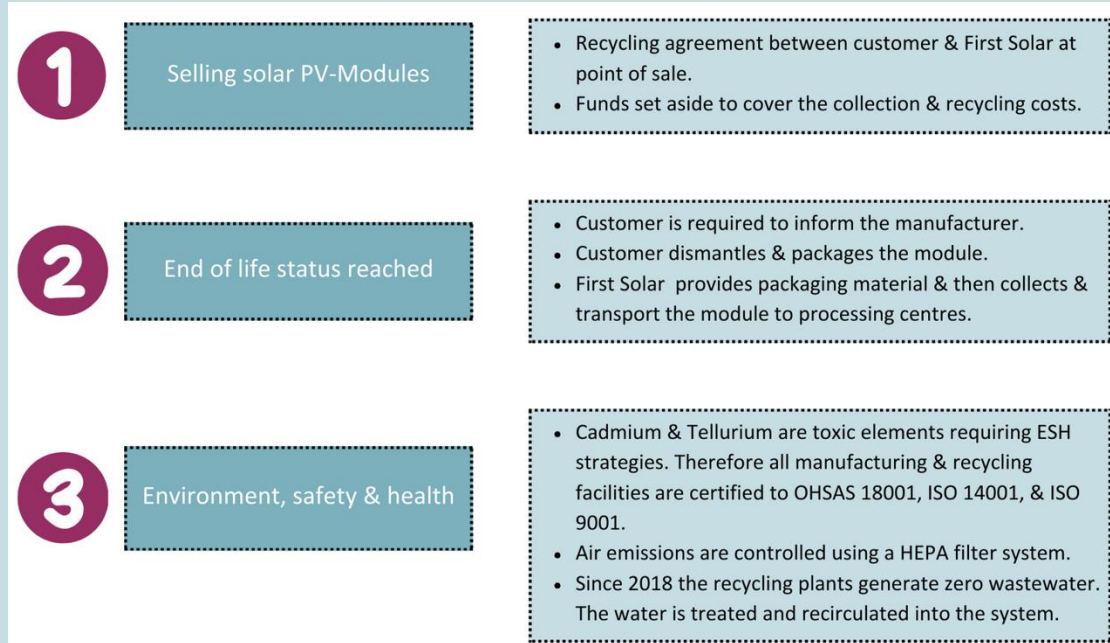 1
Selling solar PV-Modules
• Recycling agreement between customer & First Solar at
point of sale.
• Funds set aside to cover the collection & recycling costs.
2
End of life status reached
• Customer is required to inform the manufacturer.
• Customer dismantles & packages the module.
• First Solar provides packaging material & then collects &
transport the module to processing centres.
3
Environment, safety & health
• Cadmium & Tellurium are toxic elements requiring ESH
strategies. Therefore all manufacturing & recycling
facilities are certified to OHSAS 18001, ISO 14001, & ISO
9001.
• Air emissions are controlled using a HEPA filter system.
• Since 2018 the recycling plants generate zero wastewater.
The water is treated and recirculated into the system.